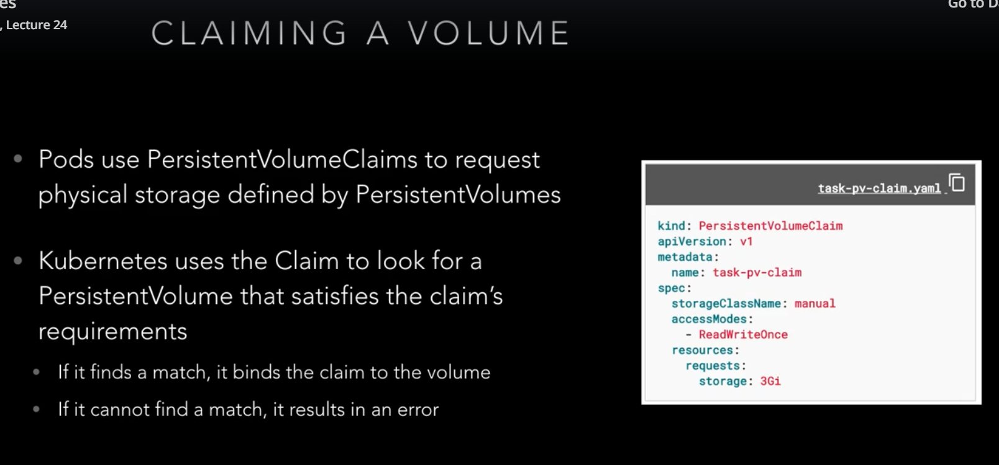 es
Go to D
, Lecture 24
CLAIMING A VOLUME
• Pods use PersistentVolumeClaims to request
physical storage defined by PersistentVolumes
• Kubernetes uses the Claim to look for a
PersistentVolume that satisfies the claim’s
requirements
• If it finds a match, it binds the claim to the volume
• If it cannot find a match, it results in an error
task-pv-claim.yaml
kind: PersistentVolumeClaim
apiVersion: v1
metadata:
  name: task-pv-claim
spec:
  storageClassName: manual
  accessModes:
    - ReadWriteOnce
  resources:
    requests:
      storage: 3Gi